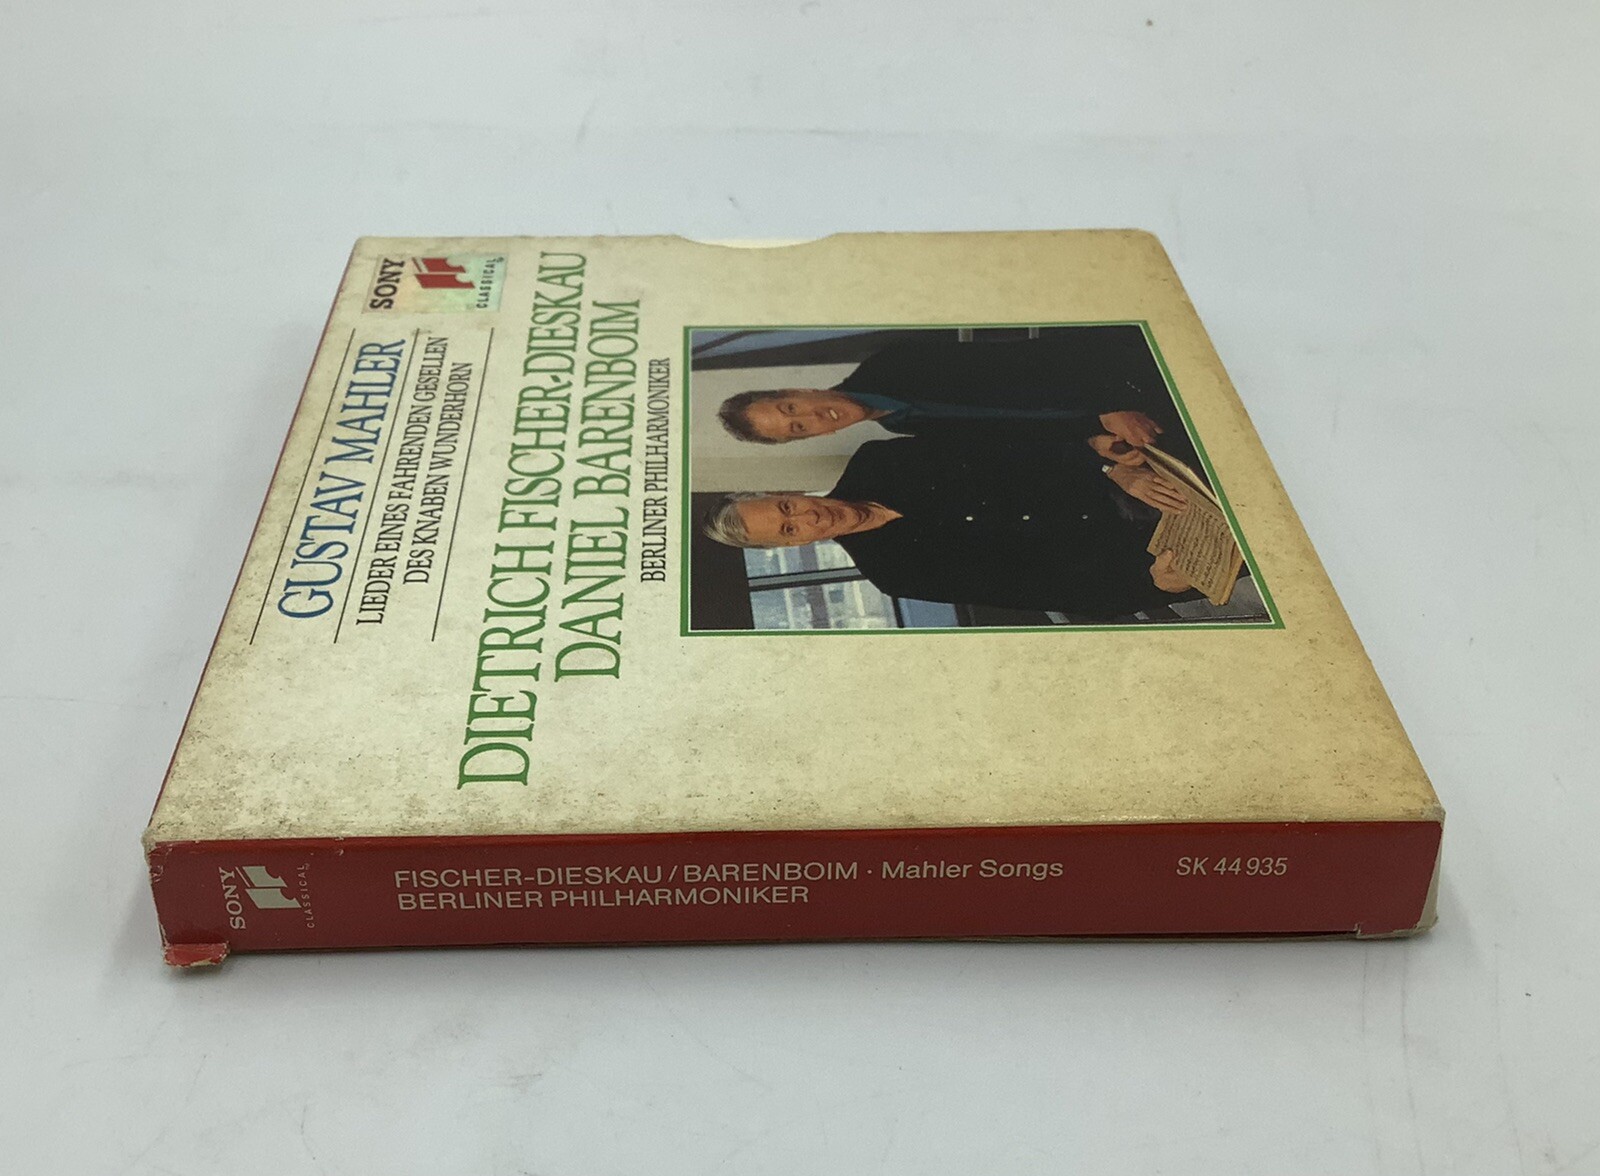 SONY
CLASSICAL
GUSTAV MAHLER
LIEDER EINES FAHRENDEN GESELLEN
DES KNABEN WUNDERHORN
DIETRICH FISCHER-DIESKAU
DANIEL BARENBOIM
BERLINER PHILHARMONIKER
SONY
CLASSICAL
FISCHER-DIESKAU/BARENBOIM · Mahler Songs
BERLINER PHILHARMONIKER
SK 44 935